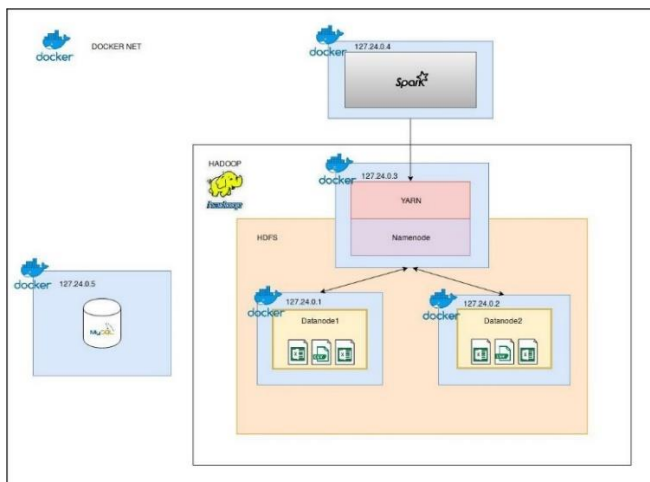 docker
DOCKER NET
docker
127.24.0.4
Spark
HADOOP
docker
127.24.0.3
YARN
Namenode
HDFS
docker
127.24.0.5
MySQL
docker
127.24.0.1
Datanode1
docker
127.24.0.2
Datanode2